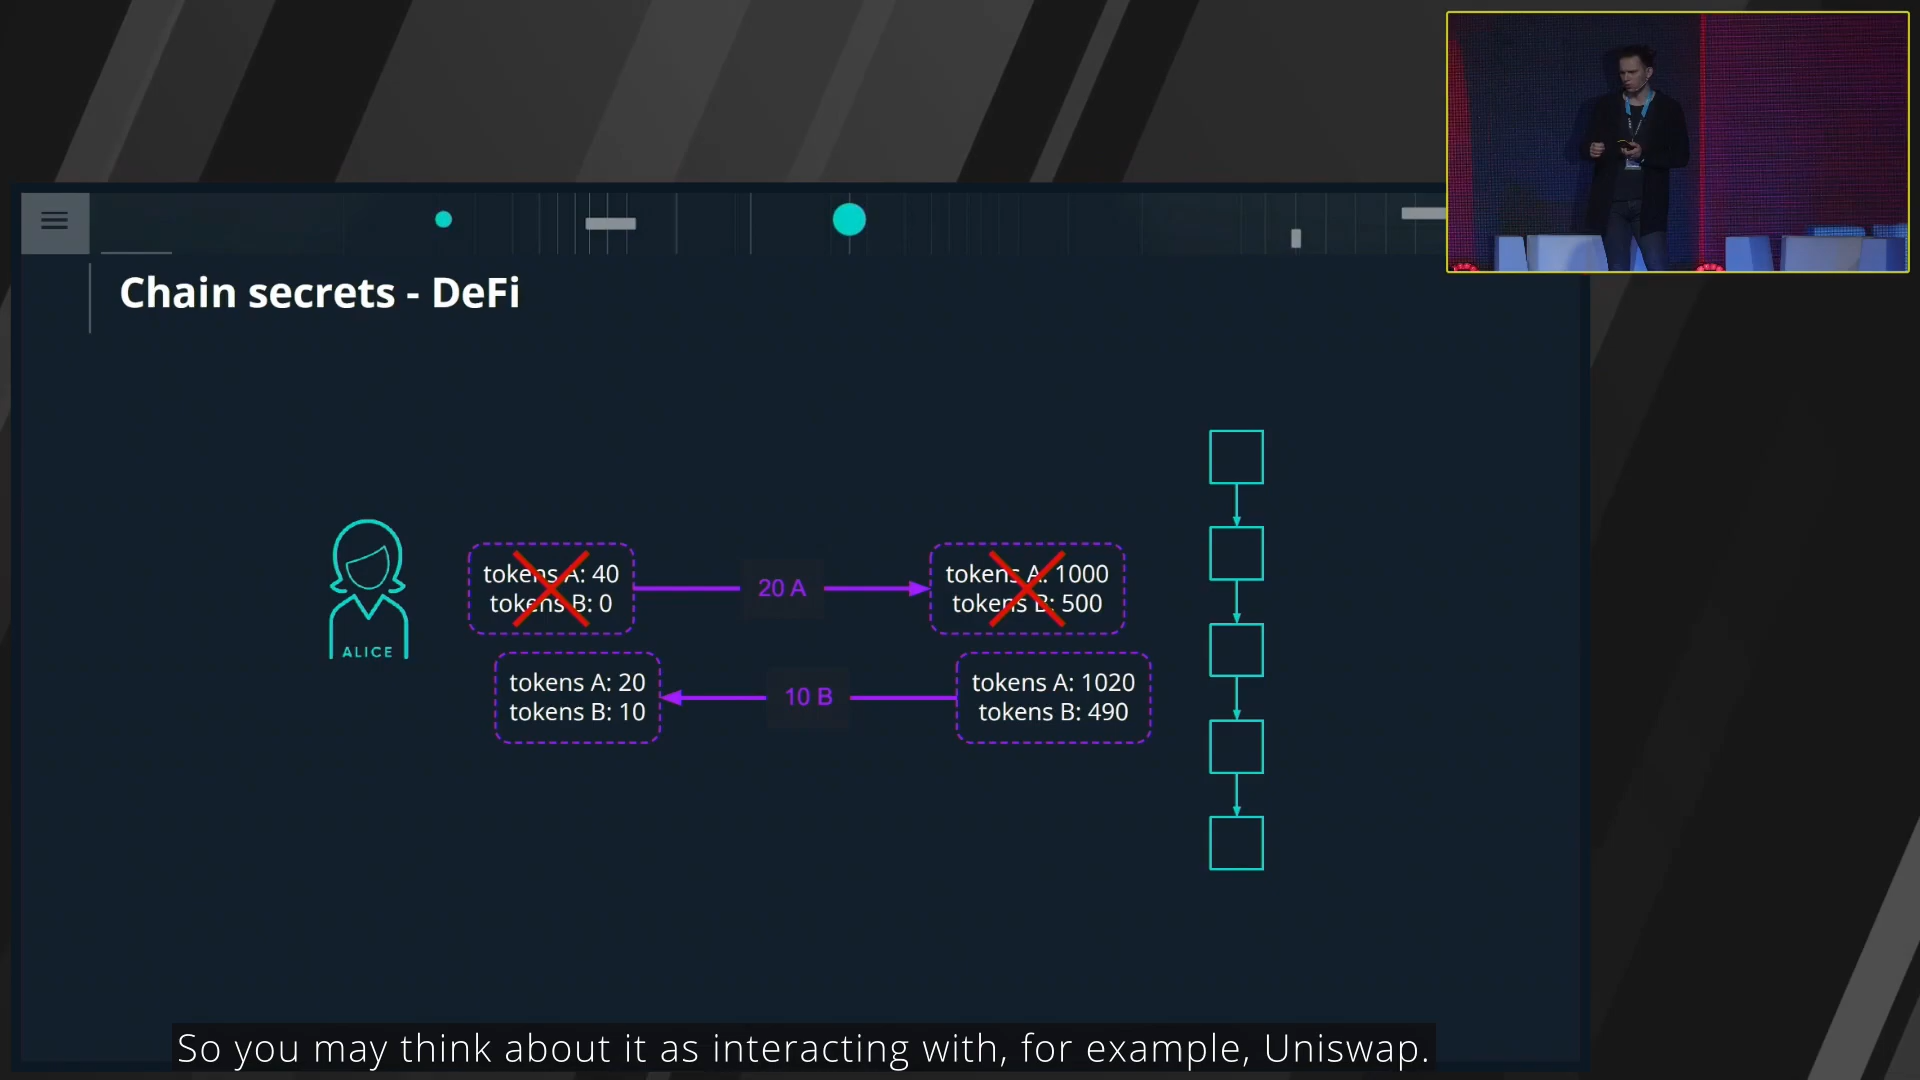 Chain secrets - DeFi
tokens A: 40
tokens B: 0
20 A
tokens A: 1000
tokens B: 500
ALICE
tokens A: 20
tokens B: 10
10 B
tokens A: 1020
tokens B: 490
So you may think about it as interacting with, for example, Uniswap.